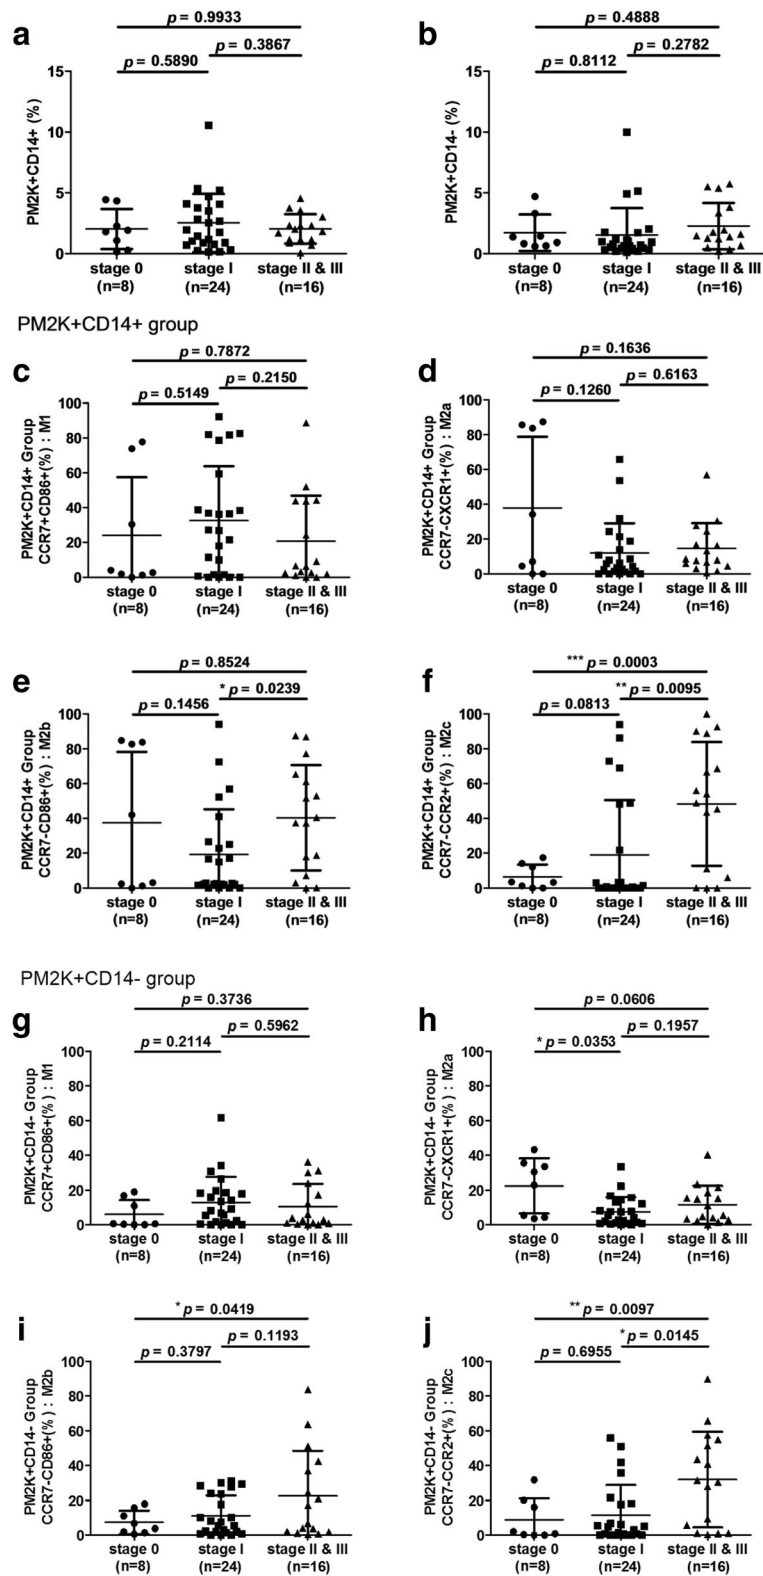 a
p = 0.9933
p = 0.3867
p = 0.5890
PM2K+CD14+ (%)
15
10
5
0
stage 0
(n=8)
stage I
(n=24)
stage II & III
(n=16)
b
p = 0.4888
p = 0.2782
p = 0.8112
PM2K+CD14- (%)
15
10
5
0
stage 0
(n=8)
stage I
(n=24)
stage II & III
(n=16)
PM2K+CD14+ group
c
p = 0.7872
p = 0.2150
p = 0.5149
PM2K+CD14+ Group
CCR7+CD86+(%) : M1
100
80
60
40
20
0
stage 0
(n=8)
stage I
(n=24)
stage II & III
(n=16)
d
p = 0.1636
p = 0.6163
p = 0.1260
PM2K+CD14+ Group
CCR7-CXCR1+(%) : M2a
100
80
60
40
20
0
stage 0
(n=8)
stage I
(n=24)
stage II & III
(n=16)
e
p = 0.8524
* p = 0.0239
p = 0.1456
PM2K+CD14+ Group
CCR7-CD86+(%) : M2b
100
80
60
40
20
0
stage 0
(n=8)
stage I
(n=24)
stage II & III
(n=16)
f
*** p = 0.0003
** p = 0.0095
p = 0.0813
PM2K+CD14+ Group
CCR7-CCR2+(%) : M2c
100
80
60
40
20
0
stage 0
(n=8)
stage I
(n=24)
stage II & III
(n=16)
PM2K+CD14- group
g
p = 0.3736
p = 0.5962
p = 0.2114
PM2K+CD14- Group
CCR7+CD86+(%) : M1
100
80
60
40
20
0
stage 0
(n=8)
stage I
(n=24)
stage II & III
(n=16)
h
p = 0.0606
p = 0.1957
* p = 0.0353
PM2K+CD14- Group
CCR7-CXCR1+(%) : M2a
100
80
60
40
20
0
stage 0
(n=8)
stage I
(n=24)
stage II & III
(n=16)
i
* p = 0.0419
p = 0.1193
p = 0.3797
PM2K+CD14- Group
CCR7-CD86+(%) : M2b
100
80
60
40
20
0
stage 0
(n=8)
stage I
(n=24)
stage II & III
(n=16)
j
** p = 0.0097
* p = 0.0145
p = 0.6955
PM2K+CD14- Group
CCR7-CCR2+(%) : M2c
100
80
60
40
20
0
stage 0
(n=8)
stage I
(n=24)
stage II & III
(n=16)